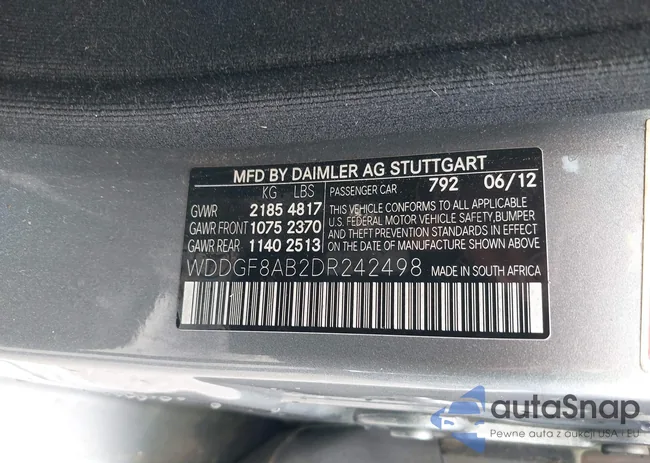 MFD BY DAIMLER AG STUTTGART
KG LBS PASSENGER CAR 792 06/12
GVWR 2185 4817
GAWR FRONT 1075 2370
GAWR REAR 1140 2513
THIS VEHICLE CONFORMS TO ALL APPLICABLE
U.S. FEDERAL MOTOR VEHICLE SAFETY, BUMPER
AND THEFT PREVENTION STANDARDS IN EFFECT
ON THE DATE OF MANUFACTURE SHOWN ABOVE.
WDDGF8AB2DR242498 MADE IN SOUTH AFRICA
autaSnap
Pewne auta z aukcji USA i EU